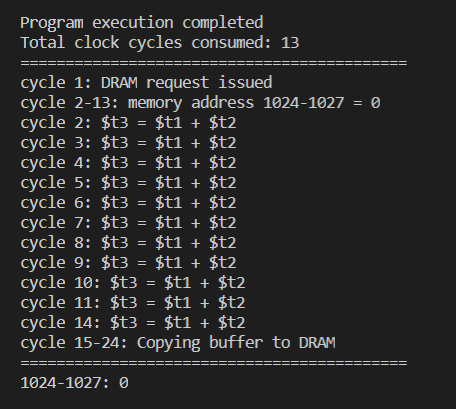 Program execution completed
Total clock cycles consumed: 13
===========================================
cycle 1: DRAM request issued
cycle 2-13: memory address 1024-1027 = 0
cycle 2: $t3 = $t1 + $t2
cycle 3: $t3 = $t1 + $t2
cycle 4: $t3 = $t1 + $t2
cycle 5: $t3 = $t1 + $t2
cycle 6: $t3 = $t1 + $t2
cycle 7: $t3 = $t1 + $t2
cycle 8: $t3 = $t1 + $t2
cycle 9: $t3 = $t1 + $t2
cycle 10: $t3 = $t1 + $t2
cycle 11: $t3 = $t1 + $t2
cycle 14: $t3 = $t1 + $t2
cycle 15-24: Copying buffer to DRAM
===========================================
1024-1027: 0